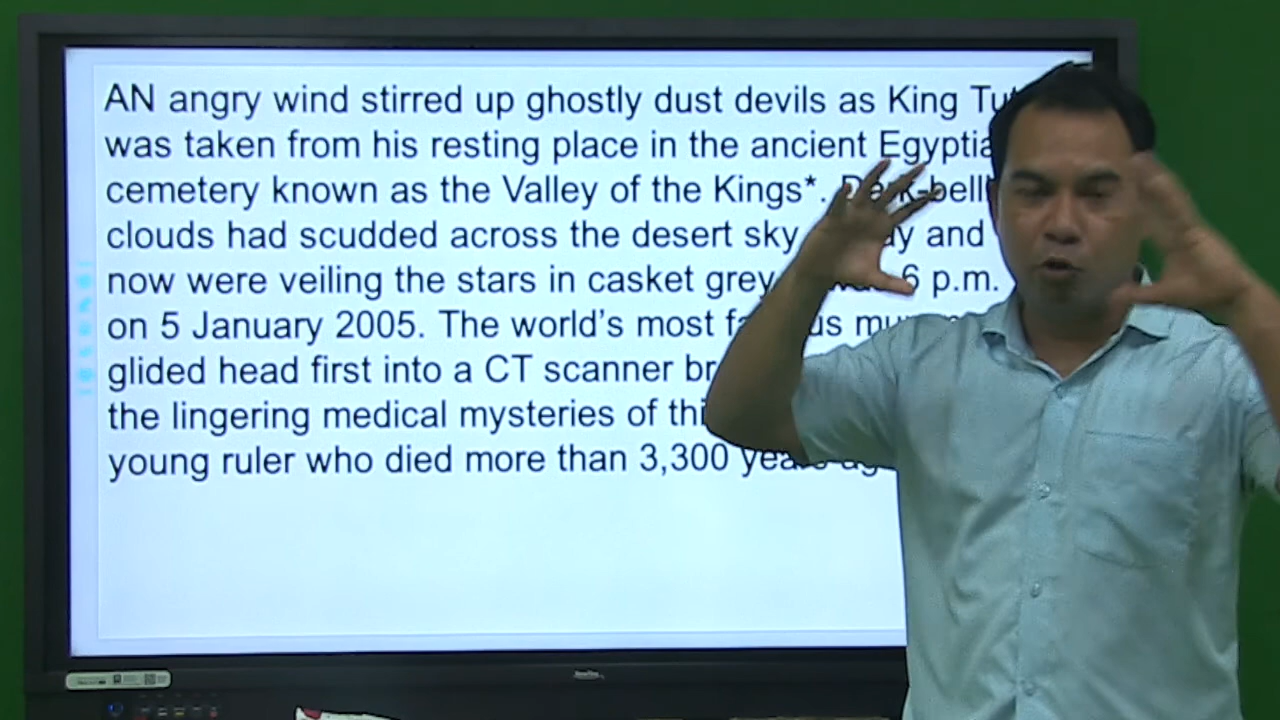 AN angry wind stirred up ghostly dust devils as King
was taken from his resting place in the ancient
cemetery known as the Valley of the Kings*.
clouds had scudded across the desert sky and
now were veiling the stars in casket grey 6 p.m.
on 5 January 2005. The world's most
glided head first into a CT scanner
the lingering medical mysteries of
young ruler who died more than 3,300 years